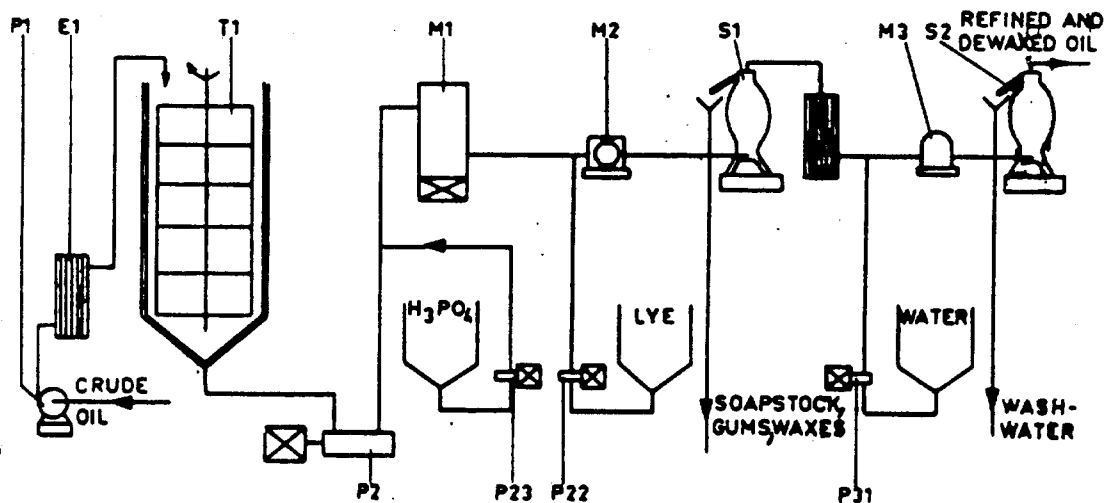 P1 E1 T1 M1 M2 S1 M3 S2 REFINED AND
DEWAXED OIL
H3PO4 LYE WATER
CRUDE
OIL
SOAPSTOCK,
GUMS,WAXES
WASH-
WATER
P2 P23 P22 P31